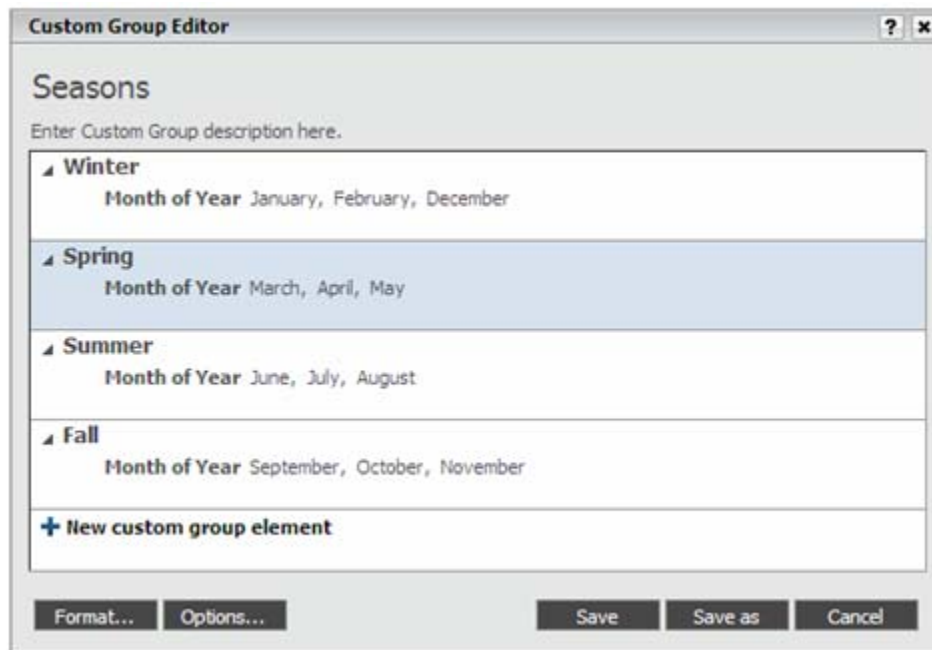 Custom Group Editor ? ×
Seasons
Enter Custom Group description here.
Winter
Month of Year January, February, December
Spring
Month of Year March, April, May
Summer
Month of Year June, July, August
Fall
Month of Year September, October, November
New custom group element
Format... Options... Save Save as Cancel